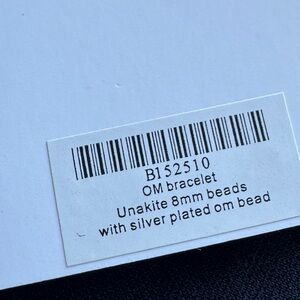 B152510
OM bracelet
Unakite 8mm beads
with silver plated om bead